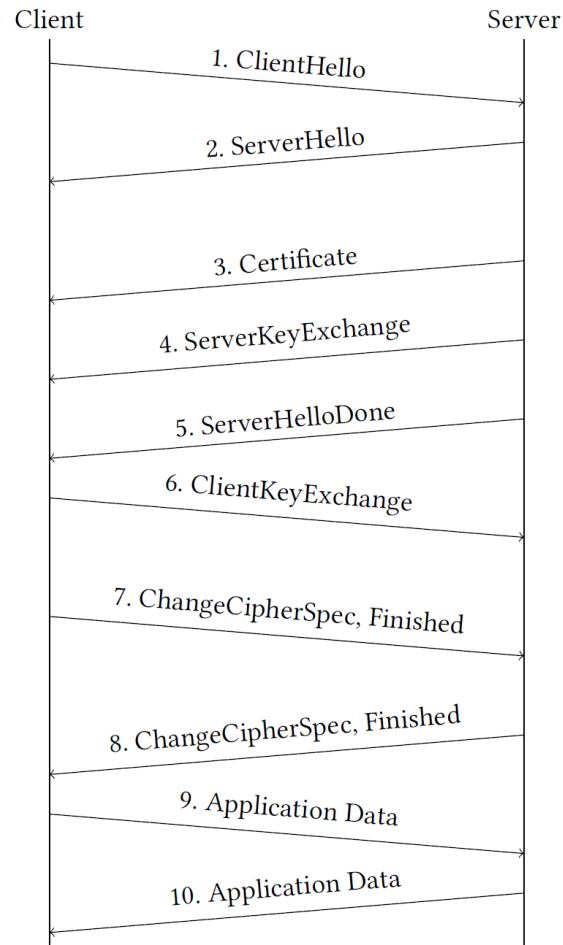 Client Server
1. ClientHello
2. ServerHello
3. Certificate
4. ServerKeyExchange
5. ServerHelloDone
6. ClientKeyExchange
7. ChangeCipherSpec, Finished
8. ChangeCipherSpec, Finished
9. Application Data
10. Application Data